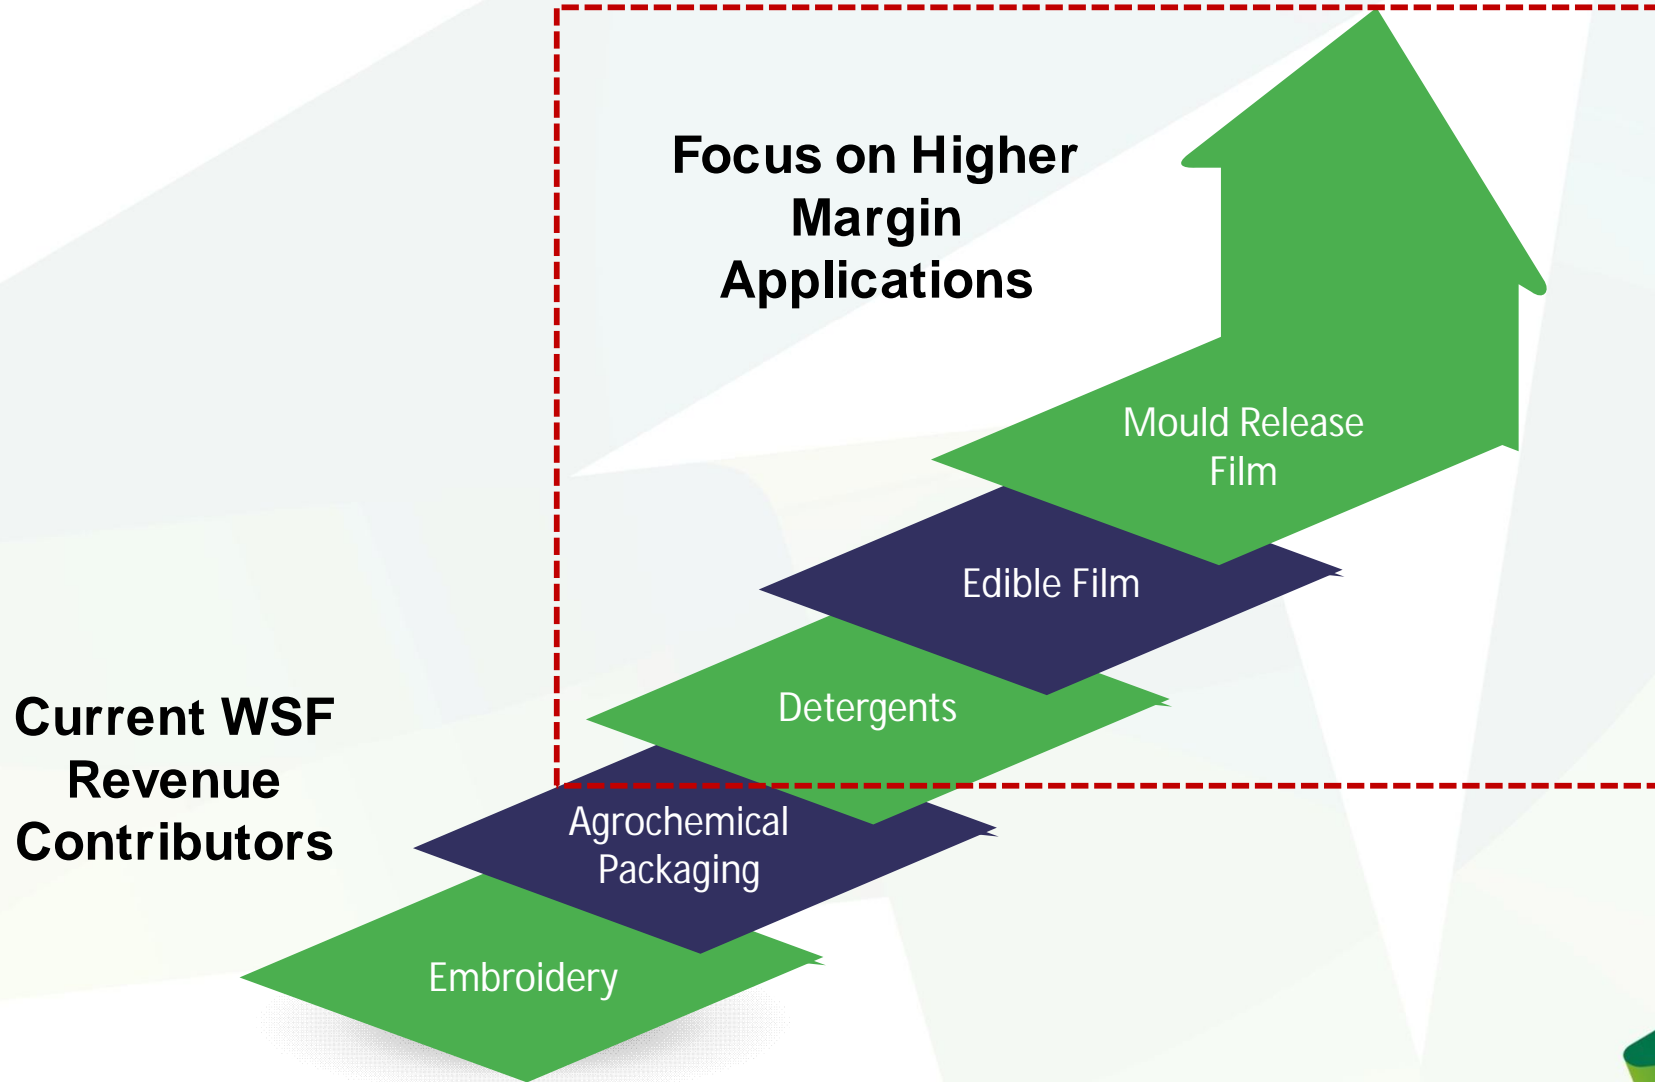 Focus on Higher
Margin
Applications
Mould Release
Film
Edible Film
Detergents
Current WSF
Revenue
Contributors
Agrochemical
Packaging
Embroidery